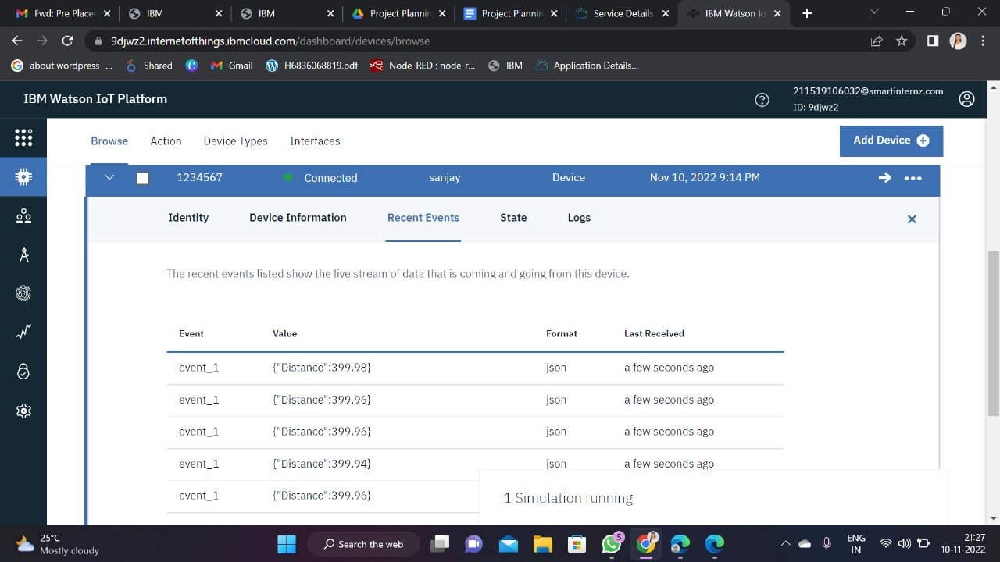 Fwd: Pre Placer
IBM
IBM
Project Plannin
Project Plannin
Service Details
IBM Watson Io
9djwz2.internetofthings.ibmcloud.com/dashboard/devices/browse
about wordpress -...
Shared
Gmail
H6836068819.pdf
Node-RED : node-r...
IBM
Application Details...
IBM Watson IoT Platform
211519106032@smartinternz.com
ID: 9djwz2
Browse
Action
Device Types
Interfaces
Add Device
1234567
Connected
sanjay
Device
Nov 10, 2022 9:14 PM
Identity
Device Information
Recent Events
State
Logs
The recent events listed show the live stream of data that is coming and going from this device.
Event Value Format Last Received
event_1 {"Distance":399.98} json a few seconds ago
event_1 {"Distance":399.96} json a few seconds ago
event_1 {"Distance":399.96} json a few seconds ago
event_1 {"Distance":399.94} json a few seconds ago
event_1 {"Distance":399.96}
1 Simulation running
25°C
Mostly cloudy
Search the web
5
ENG
IN
21:27
10-11-2022